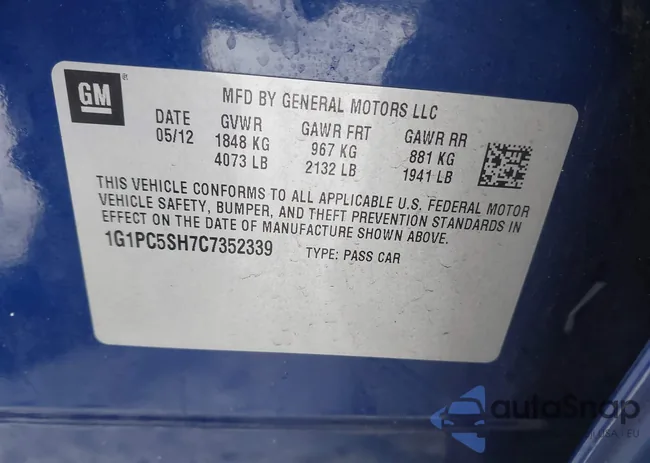 GM
MFD BY GENERAL MOTORS LLC
DATE GVWR GAWR FRT GAWR RR
05/12 1848 KG 967 KG 881 KG
4073 LB 2132 LB 1941 LB
THIS VEHICLE CONFORMS TO ALL APPLICABLE U.S. FEDERAL MOTOR
VEHICLE SAFETY, BUMPER, AND THEFT PREVENTION STANDARDS IN
EFFECT ON THE DATE OF MANUFACTURE SHOWN ABOVE.
1G1PC5SH7C7352339 TYPE: PASS CAR
autoSnap
EU